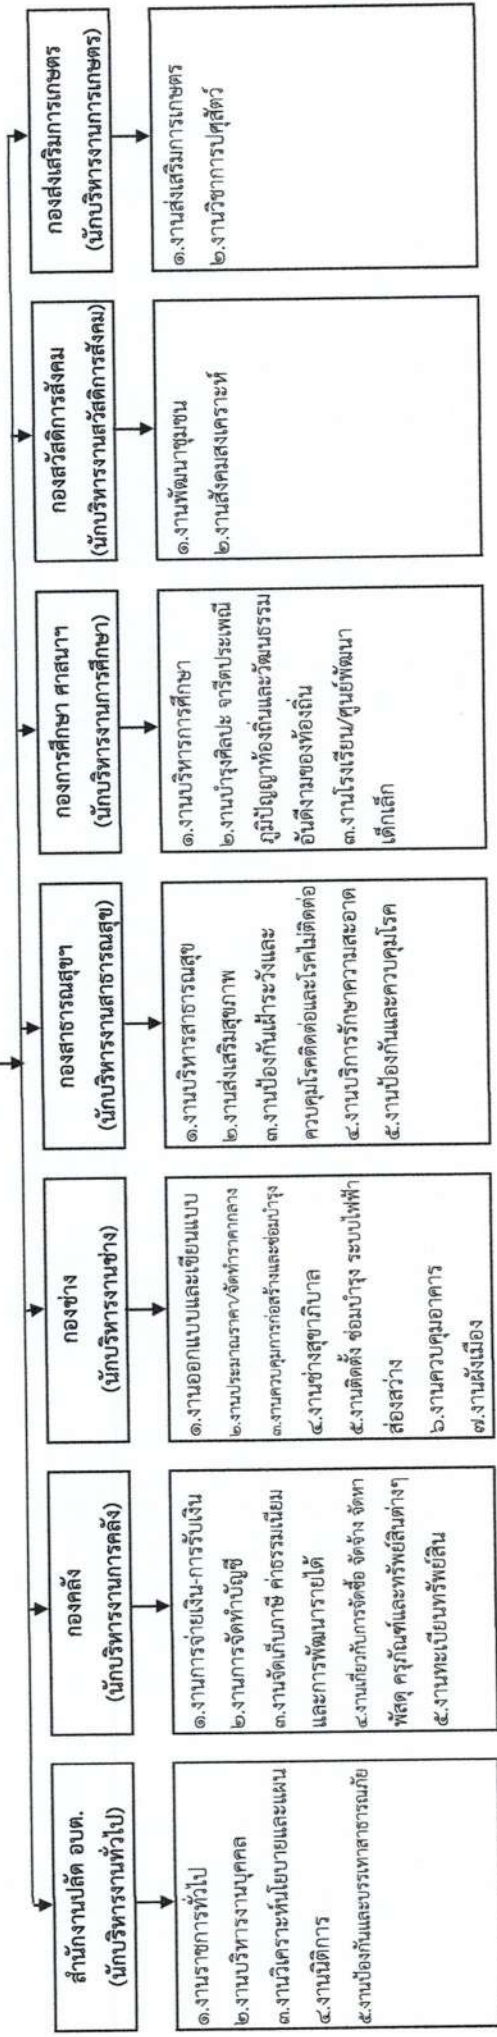 สำนักงานปลัด อบต.
(นักบริหารงานทั่วไป)
๑.งานราชการทั่วไป
๒.งานบริหารงานบุคคล
๓.งานวิเคราะห์นโยบายและแผน
๔.งานนิติการ
๕.งานป้องกันและบรรเทาสาธารณภัย
กองคลัง
(นักบริหารงานการคลัง)
๑.งานการจ่ายเงิน-การรับเงิน
๒.งานการจัดทำบัญชี
๓.งานจัดเก็บภาษี ค่าธรรมเนียม
และการพัฒนารายได้
๔.งานเกี่ยวกับการจัดซื้อ จัดจ้าง จัดหา
พัสดุ ครุภัณฑ์และทรัพย์สินต่างๆ
๕.งานทะเบียนทรัพย์สิน
กองช่าง
(นักบริหารงานช่าง)
๑.งานออกแบบและเขียนแบบ
๒.งานประมาณราคา/จัดทำราคากลาง
๓.งานควบคุมการก่อสร้างและซ่อมบำรุง
๔.งานช่างสุขาภิบาล
๕.งานติดตั้ง ซ่อมบำรุง ระบบไฟฟ้า
ส่องสว่าง
๖.งานควบคุมอาคาร
๗.งานผังเมือง
กองสาธารณสุขฯ
(นักบริหารงานสาธารณสุข)
๑.งานบริหารสาธารณสุข
๒.งานส่งเสริมสุขภาพ
๓.งานป้องกันเฝ้าระวังและ
ควบคุมโรคติดต่อและโรคไม่ติดต่อ
๔.งานบริการรักษาความสะอาด
๕.งานป้องกันและควบคุมโรค
กองการศึกษา ศาสนาฯ
(นักบริหารงานการศึกษา)
๑.งานบริหารการศึกษา
๒.งานบำรุงศิลปะ จารีตประเพณี
ภูมิปัญญาท้องถิ่นและวัฒนธรรม
อันดีงามของท้องถิ่น
๓.งานโรงเรียน/ศูนย์พัฒนา
เด็กเล็ก
กองสวัสดิการสังคม
(นักบริหารงานสวัสดิการสังคม)
๑.งานพัฒนาชุมชน
๒.งานสังคมสงเคราะห์
กองส่งเสริมการเกษตร
(นักบริหารงานการเกษตร)
๑.งานส่งเสริมการเกษตร
๒.งานวิชาการปศุสัตว์